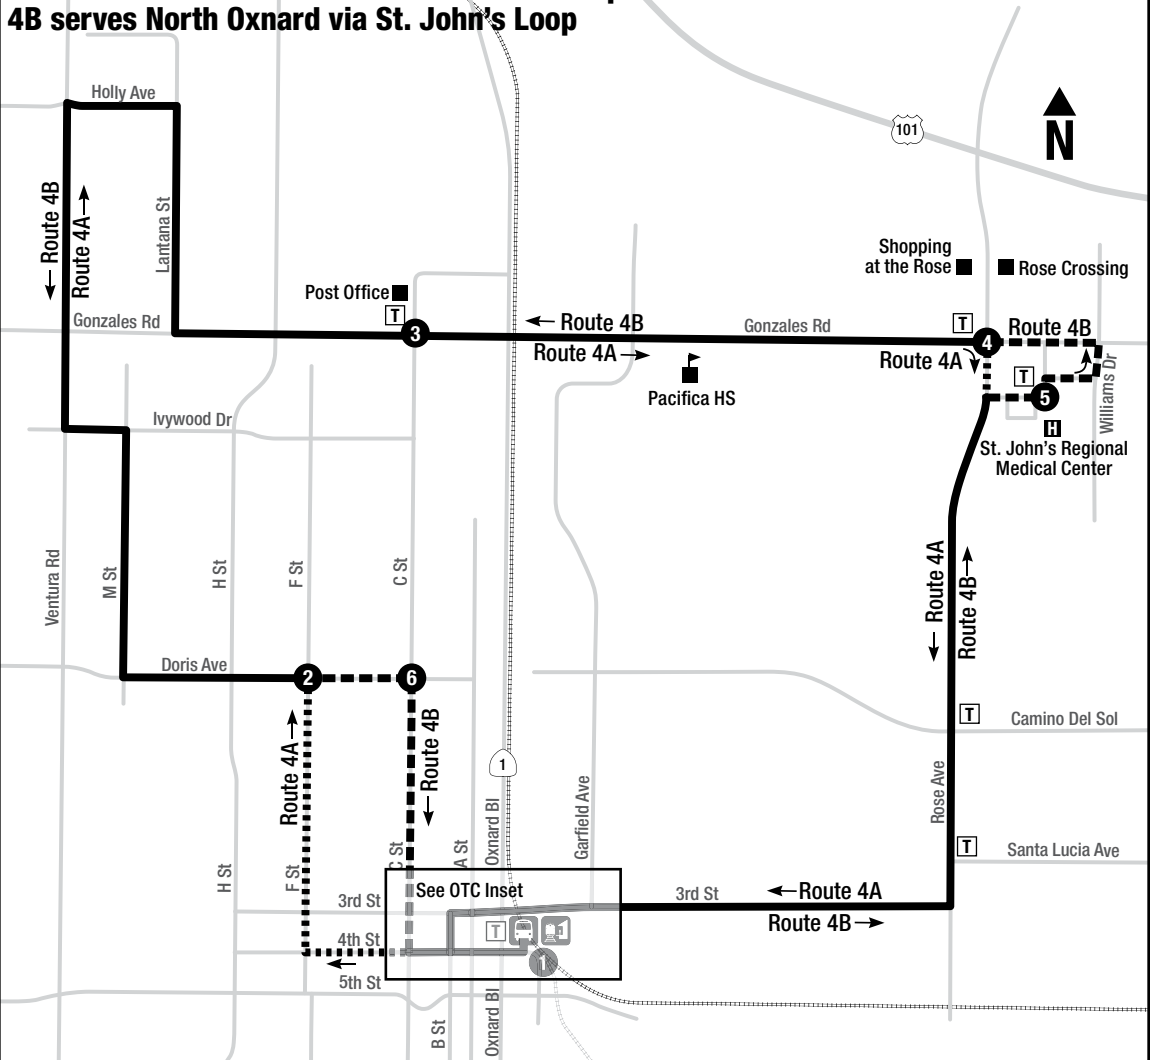 4B serves North Oxnard via St. John's Loop
Holly Ave
101
N
Route 4B
Route 4A
Lantana St
Shopping
at the Rose
Rose Crossing
Post Office
T
Gonzales Rd
3
Route 4B
Route 4A
Gonzales Rd
T
4
Route 4B
Route 4A
Pacifica HS
T
5
Williams Dr
H
St. John's Regional
Medical Center
Ivywood Dr
Ventura Rd
M St
H St
F St
C St
Route 4A
Route 4B
Doris Ave
2
6
Route 4A
Route 4B
T
Camino Del Sol
1
Rose Ave
Oxnard Bl
Garfield Ave
T
Santa Lucia Ave
H St
F St
C St
A St
See OTC Inset
3rd St
3rd St
Route 4A
Route 4B
T
4th St
1
5th St
B St
Oxnard Bl